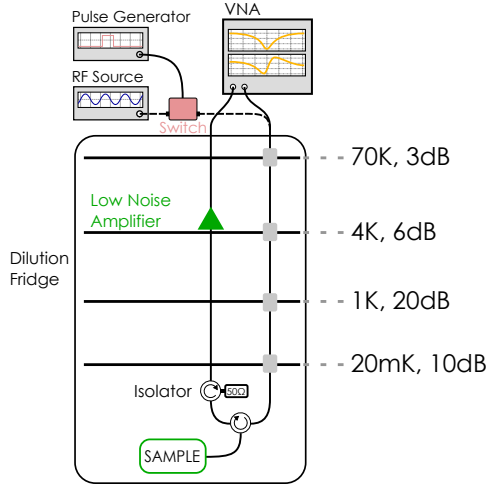 Pulse Generator
VNA
RF Source
Switch
70K, 3dB
Low Noise
Amplifier
4K, 6dB
Dilution
Fridge
1K, 20dB
20mK, 10dB
Isolator
50Ω
SAMPLE